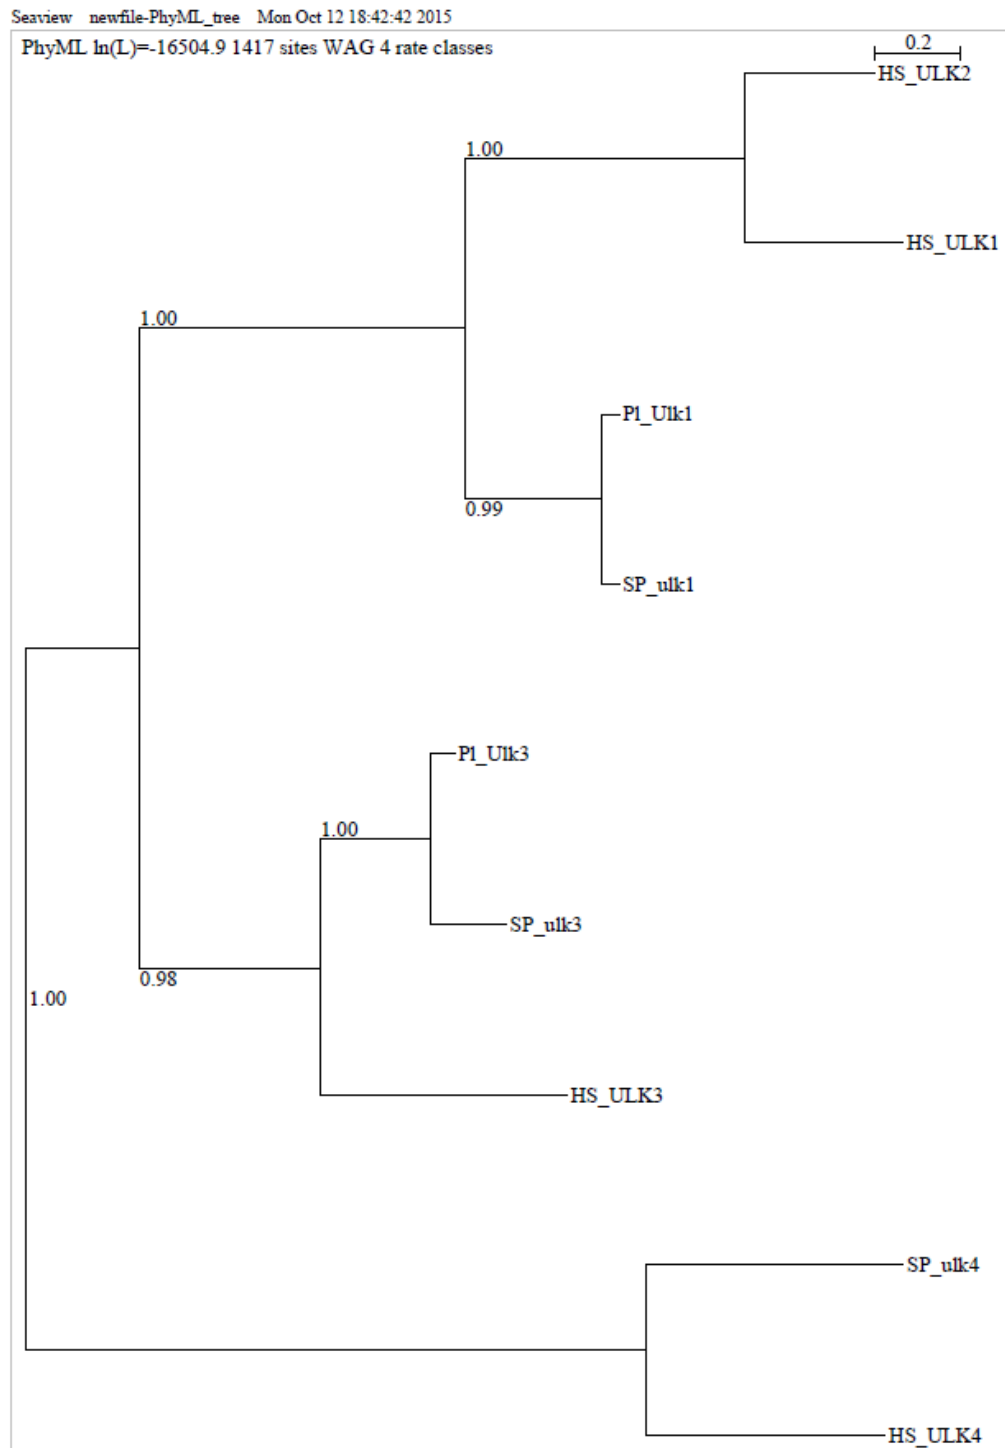 Seaview newfile-PhyML_tree Mon Oct 12 18:42:42 2015
PhyML ln(L)=-16504.9 1417 sites WAG 4 rate classes
0.2
HS_ULK2
1.00
HS_ULK1
1.00
Pl_Ulk1
0.99
SP_ulk1
Pl_Ulk3
1.00
SP_ulk3
0.98
1.00
HS_ULK3
SP_ulk4
HS_ULK4